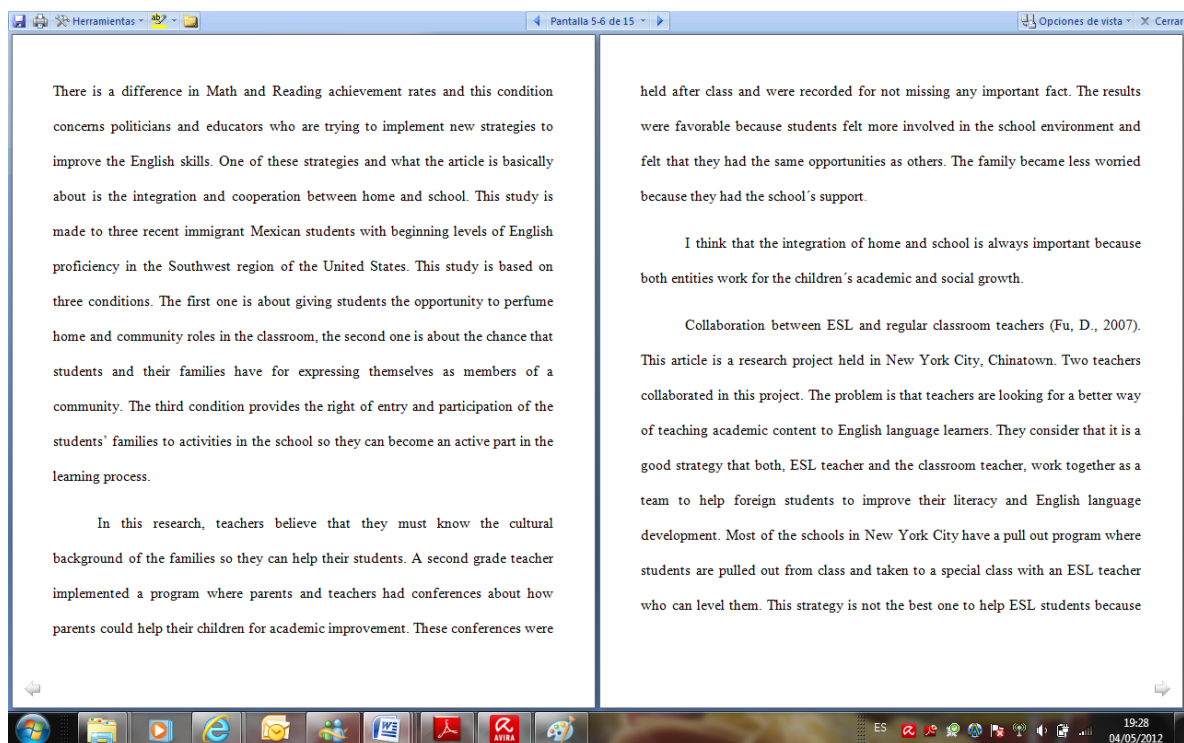 Herramientas
Pantalla 5-6 de 15
Opciones de vista
Cerrar
There is a difference in Math and Reading achievement rates and this condition
concerns politicians and educators who are trying to implement new strategies to
improve the English skills. One of these strategies and what the article is basically
about is the integration and cooperation between home and school. This study is
made to three recent immigrant Mexican students with beginning levels of English
proficiency in the Southwest region of the United States. This study is based on
three conditions. The first one is about giving students the opportunity to perfume
home and community roles in the classroom, the second one is about the chance that
students and their families have for expressing themselves as members of a
community. The third condition provides the right of entry and participation of the
students’ families to activities in the school so they can become an active part in the
learning process.
In this research, teachers believe that they must know the cultural
background of the families so they can help their students. A second grade teacher
implemented a program where parents and teachers had conferences about how
parents could help their children for academic improvement. These conferences were
held after class and were recorded for not missing any important fact. The results
were favorable because students felt more involved in the school environment and
felt that they had the same opportunities as others. The family became less worried
because they had the school´s support.
I think that the integration of home and school is always important because
both entities work for the children´s academic and social growth.
Collaboration between ESL and regular classroom teachers (Fu, D., 2007).
This article is a research project held in New York City, Chinatown. Two teachers
collaborated in this project. The problem is that teachers are looking for a better way
of teaching academic content to English language learners. They consider that it is a
good strategy that both, ESL teacher and the classroom teacher, work together as a
team to help foreign students to improve their literacy and English language
development. Most of the schools in New York City have a pull out program where
students are pulled out from class and taken to a special class with an ESL teacher
who can level them. This strategy is not the best one to help ESL students because
AVIRA
ES
19:28
04/05/2012